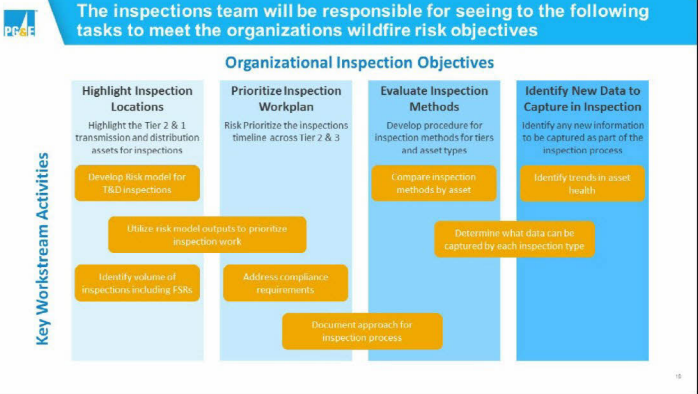 PG&E
The inspections team will be responsible for seeing to the following
tasks to meet the organizations wildfire risk objectives
Organizational Inspection Objectives
Key Workstream Activities
Highlight Inspection
Locations
Highlight the Tier 2 & 1
transmission and distribution
assets for inspections
Prioritize Inspection
Workplan
Risk Prioritize the inspections
timeline across Tier 2 & 3
Evaluate Inspection
Methods
Develop procedure for
inspection methods for tiers
and asset types
Identify New Data to
Capture in Inspection
Identify any new information
to be captured as part of the
inspection process
Develop Risk model for
T&D inspections
Compare inspection
methods by asset
Identify trends in asset
health
Utilize risk model outputs to prioritize
inspection work
Determine what data can be
captured by each inspection type
Identify volume of
inspections including FSRs
Address compliance
requirements
Document approach for
inspection process